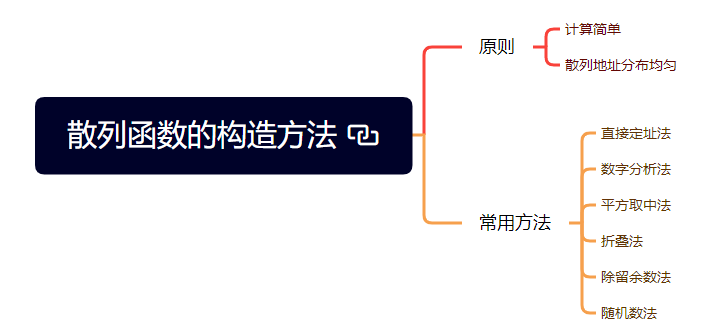 散列函数的构造方法
原则
计算简单
散列地址分布均匀
常用方法
直接定址法
数字分析法
平方取中法
折叠法
除留余数法
随机数法